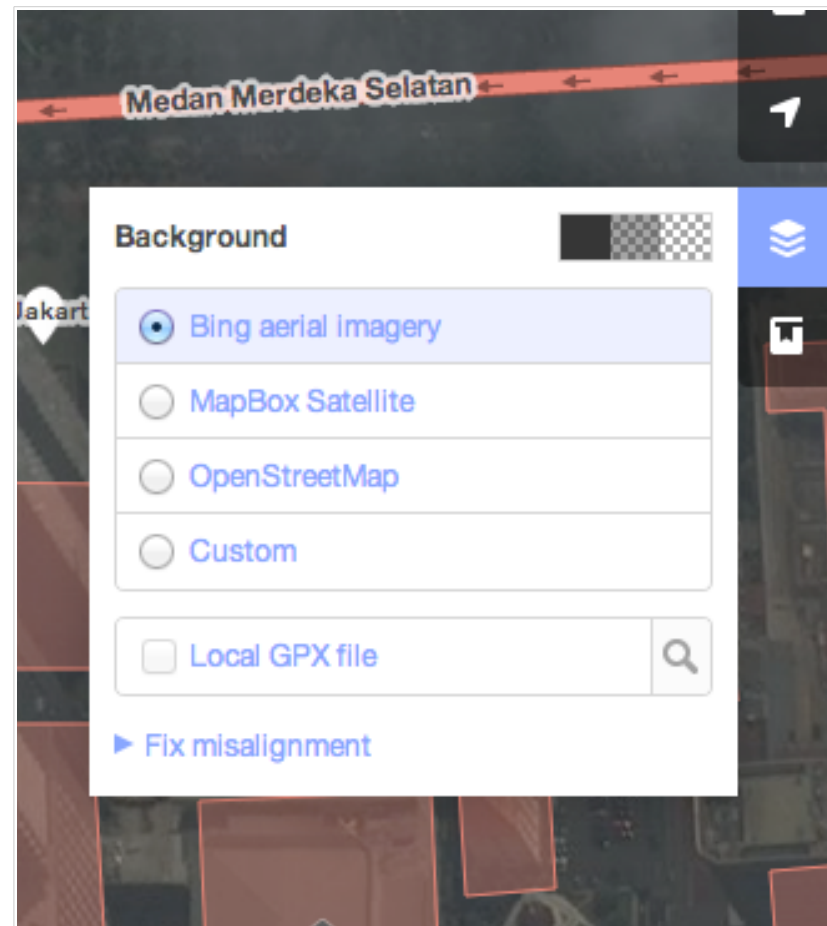 Medan Merdeka Selatan
Background
Jakart
Bing aerial imagery
MapBox Satellite
OpenStreetMap
Custom
Local GPX file
Fix misalignment